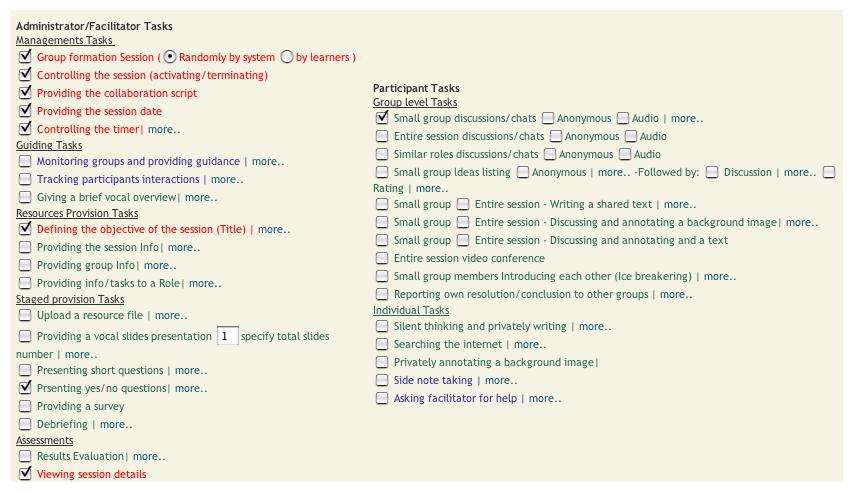 Administrator/Facilitator Tasks
Managements Tasks
Group formation Session ( Randomly by system by learners )
Controlling the session (activating/terminating)
Providing the collaboration script
Providing the session date
Controlling the timer| more..
Guiding Tasks
Monitoring groups and providing guidance | more..
Tracking participants interactions | more..
Giving a brief vocal overview| more..
Resources Provision Tasks
Defining the objective of the session (Title) | more..
Providing the session Info| more..
Providing group Info| more..
Providing info/tasks to a Role| more..
Staged provision Tasks
Upload a resource file | more..
Providing a vocal slides presentation 1 specify total slides
number | more..
Presenting short questions | more..
Prsenting yes/no questions| more..
Providing a survey
Debriefing | more..
Assessments
Results Evaluation| more..
Viewing session details
Participant Tasks
Group level Tasks
Small group discussions/chats Anonymous Audio | more..
Entire session discussions/chats Anonymous Audio
Similar roles discussions/chats Anonymous Audio
Small group Ideas listing Anonymous | more.. -Followed by: Discussion | more..
Rating | more..
Small group Entire session - Writing a shared text | more..
Small group Entire session - Discussing and annotating a background image| more..
Small group Entire session - Discussing and annotating and a text
Entire session video conference
Small group members Introducing each other (Ice breakering) | more..
Reporting own resolution/conclusion to other groups | more..
Individual Tasks
Silent thinking and privately writing | more..
Searching the internet | more..
Privately annotating a background image|
Side note taking | more..
Asking facilitator for help | more..